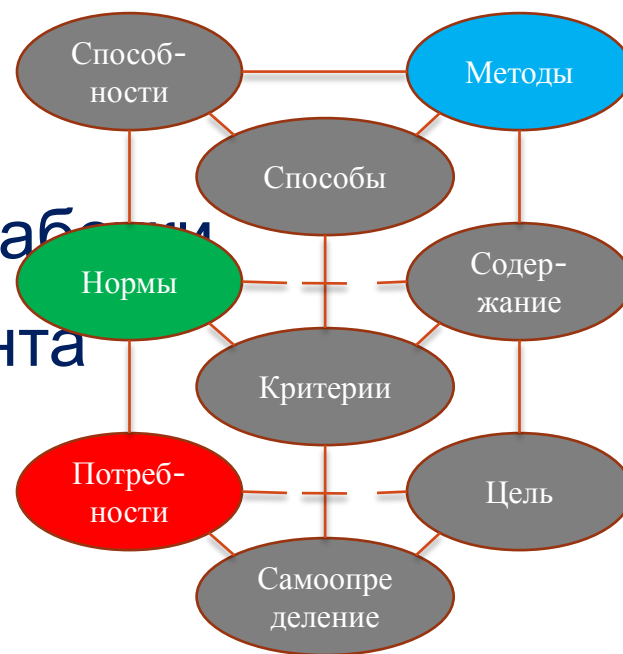 Способ-
ности
Методы
Способы
Нормы
Содер-
жание
Критерии
Потреб-
ности
Цель
Самоопре
деление